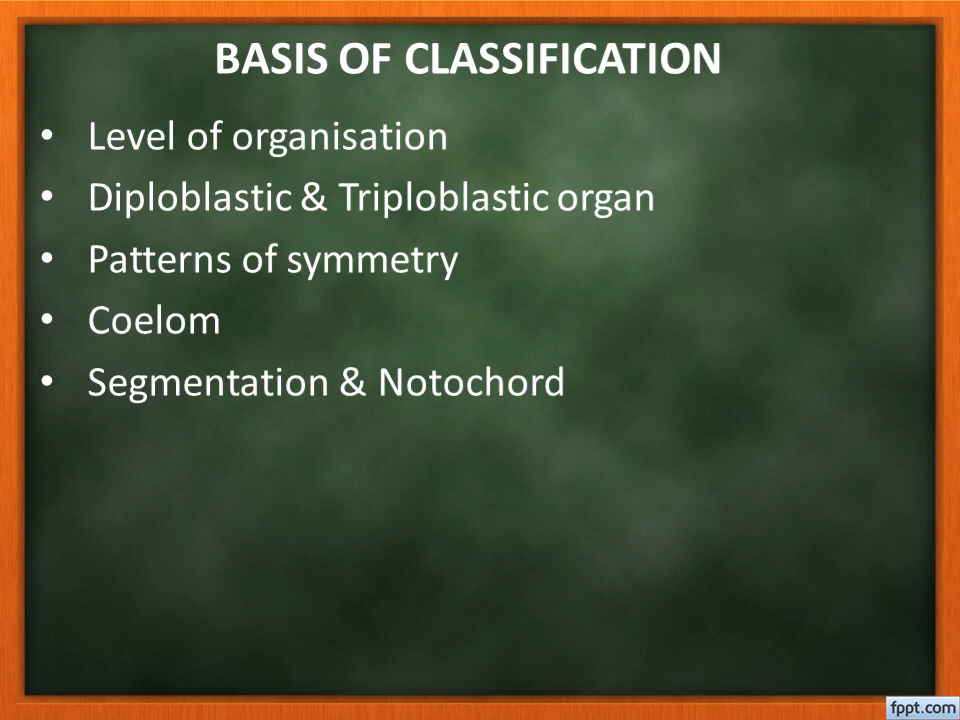 BASIS OF CLASSIFICATION
• Level of organisation
• Diploblastic & Triploblastic organ
• Patterns of symmetry
• Coelom
• Segmentation & Notochord
fppt.com